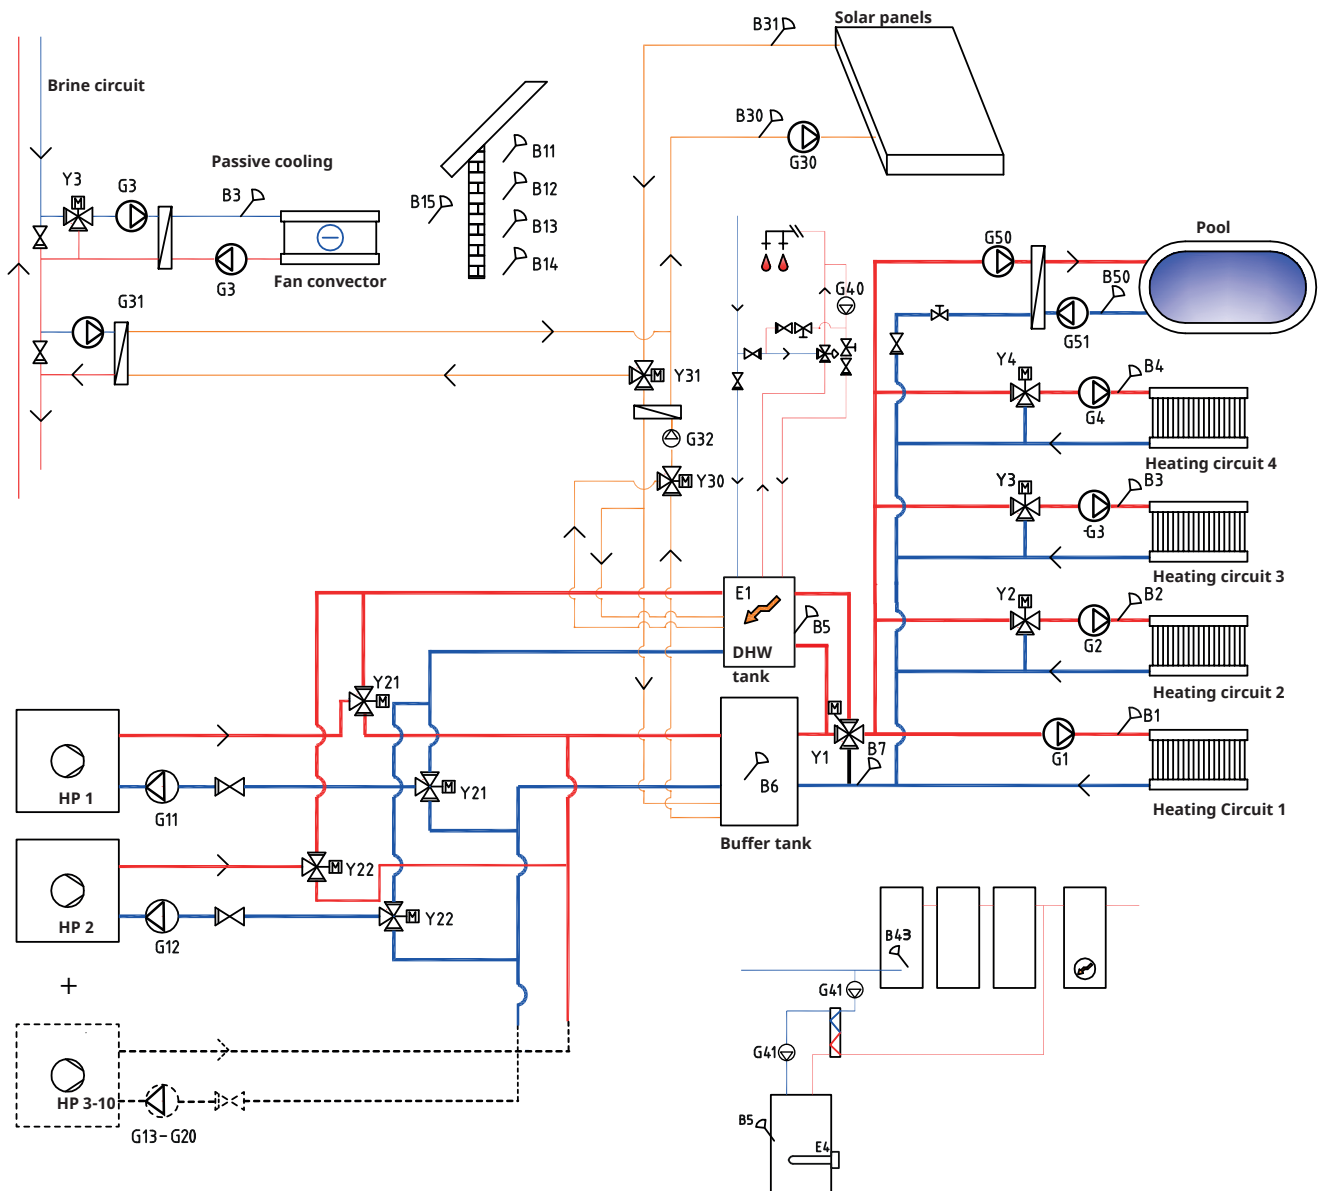 Solar panels
B31
Brine circuit
B30
G30
Passive cooling
Y3
G3
B3
B11
B12
B15
B13
B14
G3
Fan convector
G31
Pool
G50
B50
G51
G40
Y31
G32
Y30
Y4
B4
G4
Heating circuit 4
Y3
B3
-G3
Heating circuit 3
Y2
B2
G2
Heating circuit 2
E1
B5
DHW
tank
Y21
B1
Y1
B7
G1
HP 1
G11
Y21
B6
Heating Circuit 1
Buffer tank
Y22
HP 2
G12
Y22
+
B43
G41
G41
HP 3-10
G13-G20
B5
E4
M
M
M
M
M
M
M
M
M
M
M